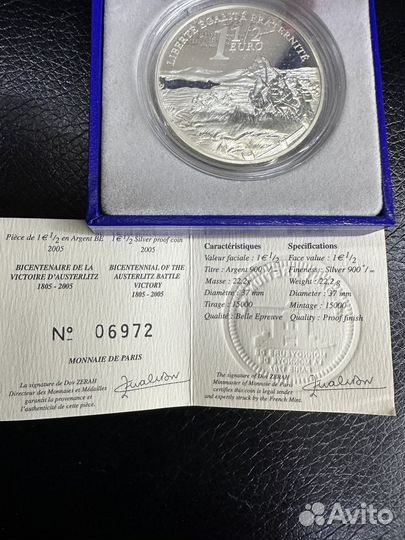 LIBERTÉ ÉGALITÉ FRATERNITÉ
1 1/2
EURO
Pièce de 1€1/2 en Argent BE
2005
1€1/2 Silver proof coin
2005
BICENTENAIRE DE LA
VICTOIRE D'AUSTERLITZ
1805 - 2005
BICENTENNIAL OF THE
AUSTERLITZ BATTLE
VICTORY
1805 - 2005
Nº 06972
MONNAIE DE PARIS
La signature de Dov ZERAH
Directeur des Monnaies et Médailles
garantis la provenance et
l'authenticité de cette pièce.
Caractéristiques
Valeur faciale : 1€1/2
Titre : Argent 900
Masse : 22.2g
Diamètre : 37 mm
Tirage : 15000
Qualité : Belle Epreuve
Specifications
Face value : 1€1/2
Fineness : Silver 900°/°°
Weight : 22.2 g
Diameter : 37 mm
Mintage : 15000
Quality : Proof finish
The signature of Dov ZERAH
Mintmaster of Monnaie de Paris
certifies this coin is legal tender
and expertly struck by the French Mint.
Avito